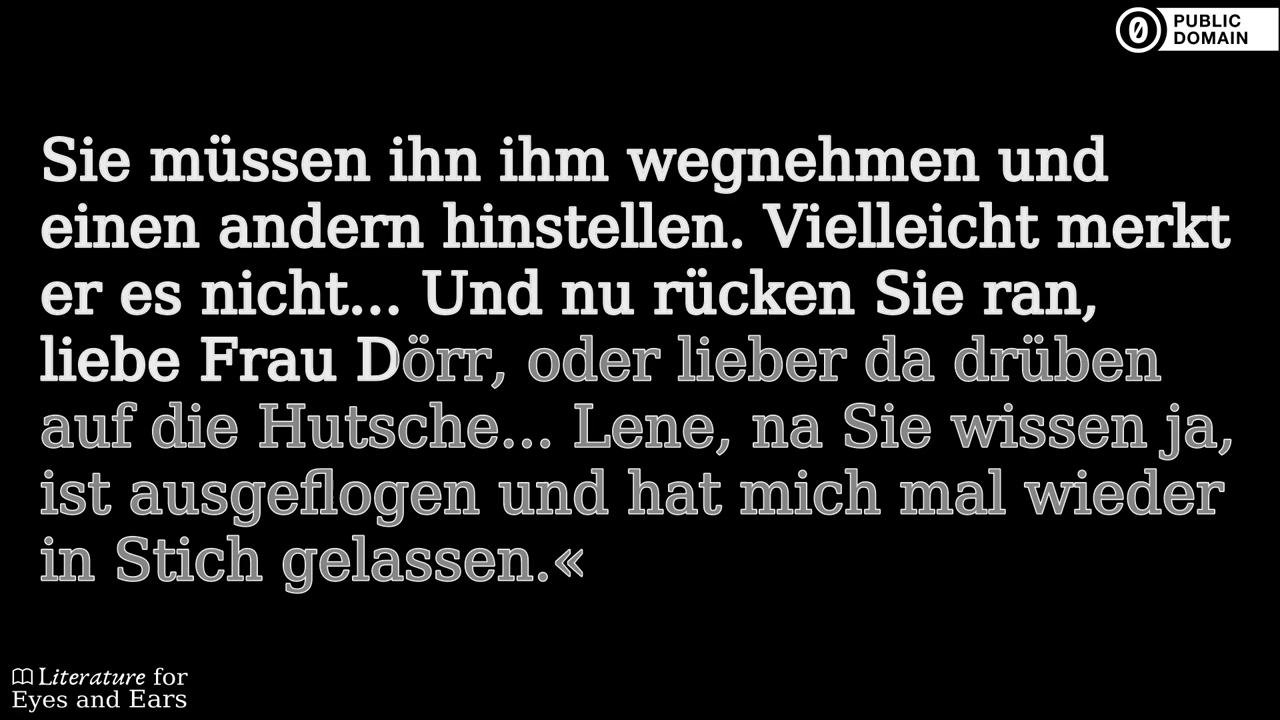 PUBLIC
DOMAIN
Sie müssen ihn ihm wegnehmen und
einen andern hinstellen. Vielleicht merkt
er es nicht... Und nu rücken Sie ran,
liebe Frau Dörr, oder lieber da drüben
auf die Hutsche... Lene, na Sie wissen ja,
ist ausgeflogen und hat mich mal wieder
in Stich gelassen.«
Literature for
Eyes and Ears